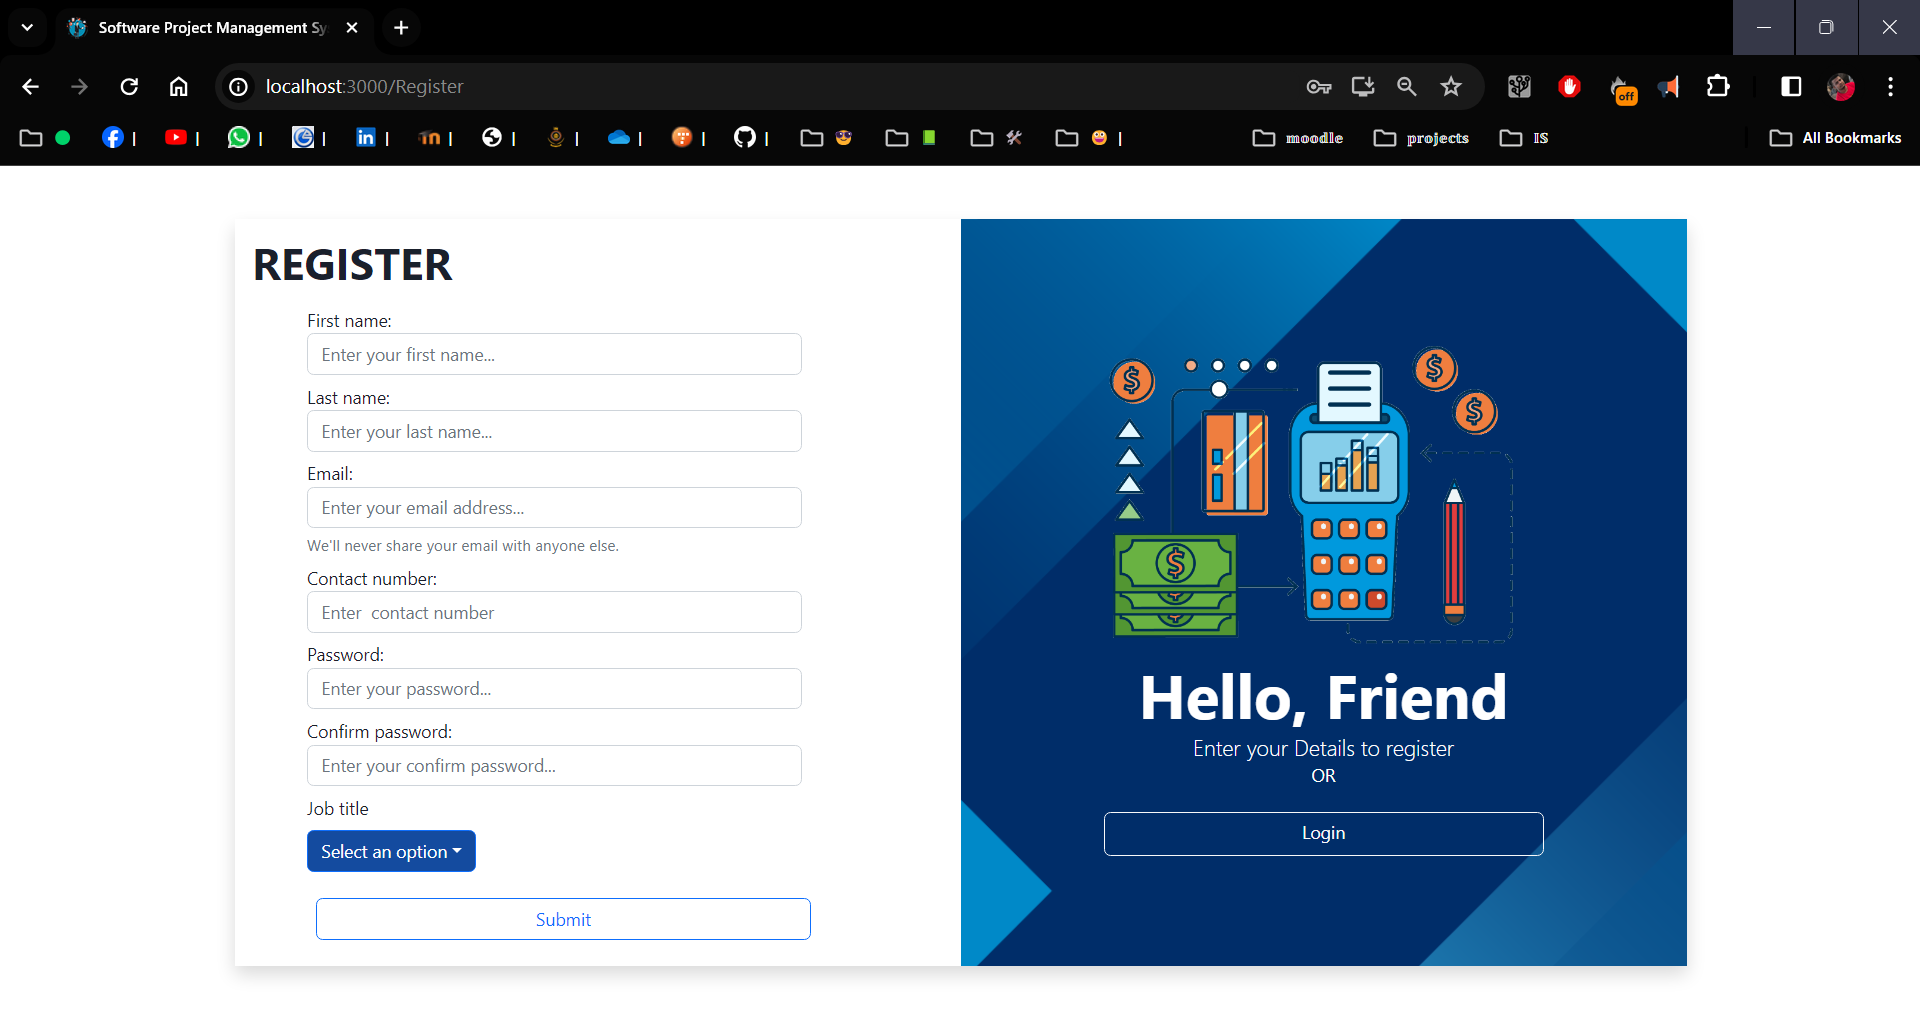 Software Project Management Sy
localhost:3000/Register
off
| | | | | | | | | | | | moodle projects IS All Bookmarks
REGISTER
First name:
Enter your first name...
Last name:
Enter your last name...
Email:
Enter your email address...
We'll never share your email with anyone else.
Contact number:
Enter contact number
Password:
Enter your password...
Confirm password:
Enter your confirm password...
Job title
Select an option
Submit
Hello, Friend
Enter your Details to register
OR
Login